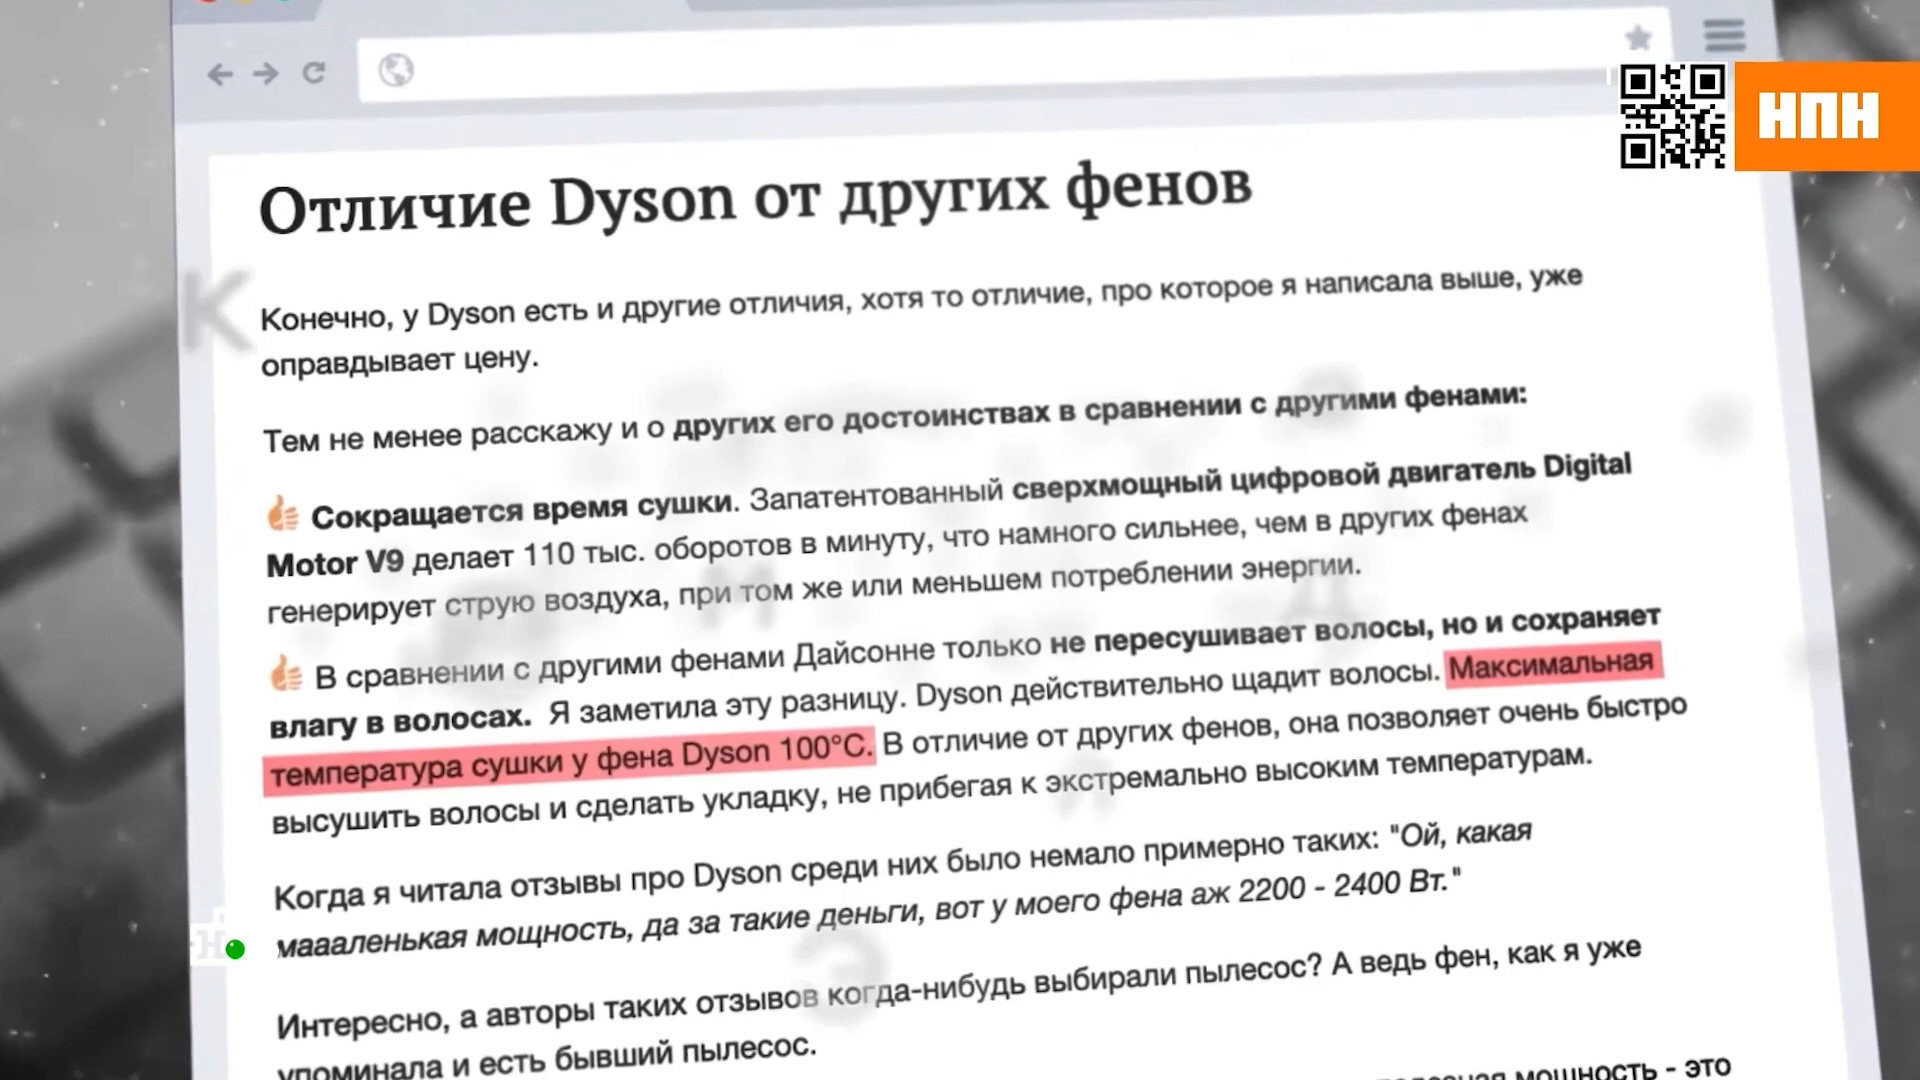 НПН
Отличие Dyson от других фенов
Конечно, у Dyson есть и другие отличия, хотя то отличие, про которое я написала выше, уже
оправдывает цену.
Тем не менее расскажу и о других его достоинствах в сравнении с другими фенами:
👍 Сокращается время сушки. Запатентованный сверхмощный цифровой двигатель Digital
Motor V9 делает 110 тыс. оборотов в минуту, что намного сильнее, чем в других фенах
генерирует струю воздуха, при том же или меньшем потреблении энергии.
👍 В сравнении с другими фенами Дайсонне только не пересушивает волосы, но и сохраняет
влагу в волосах. Я заметила эту разницу. Dyson действительно щадит волосы. Максимальная
температура сушки у фена Dyson 100°C. В отличие от других фенов, она позволяет очень быстро
высушить волосы и сделать укладку, не прибегая к экстремально высоким температурам.
Когда я читала отзывы про Dyson среди них было немало примерно таких: "Ой, какая
маааленькая мощность, да за такие деньги, вот у моего фена аж 2200 - 2400 Вт."
Интересно, а авторы таких отзывов когда-нибудь выбирали пылесос? А ведь фен, как я уже
упоминала и есть бывший пылесос.
мощность - это